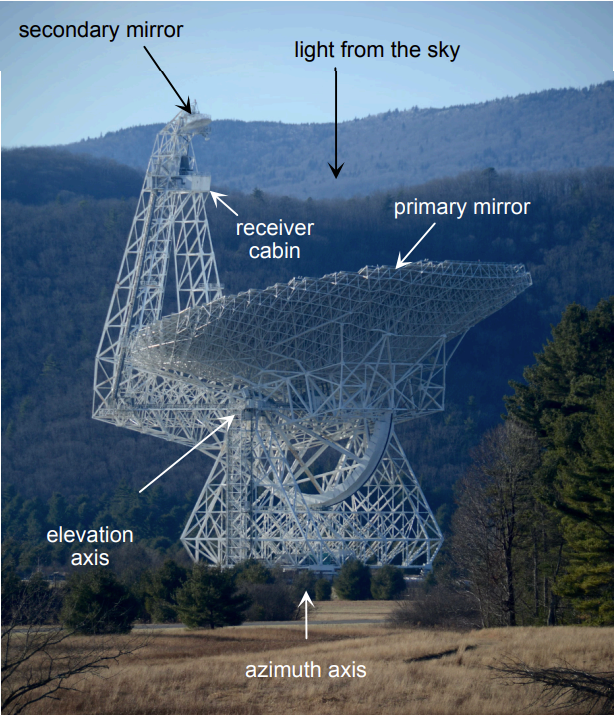 secondary mirror
light from the sky
primary mirror
receiver
cabin
elevation
axis
azimuth axis